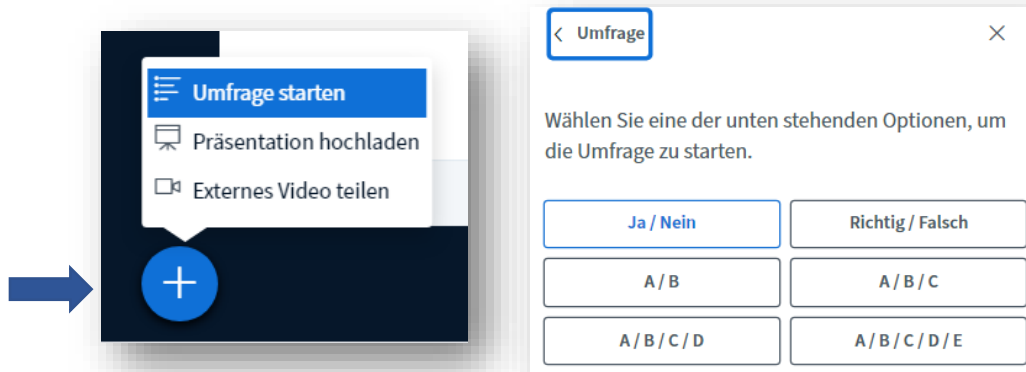 Umfrage starten
Präsentation hochladen
Externes Video teilen
Umfrage
Wählen Sie eine der unten stehenden Optionen, um
die Umfrage zu starten.
Ja / Nein
Richtig / Falsch
A / B
A / B / C
A / B / C / D
A / B / C / D / E